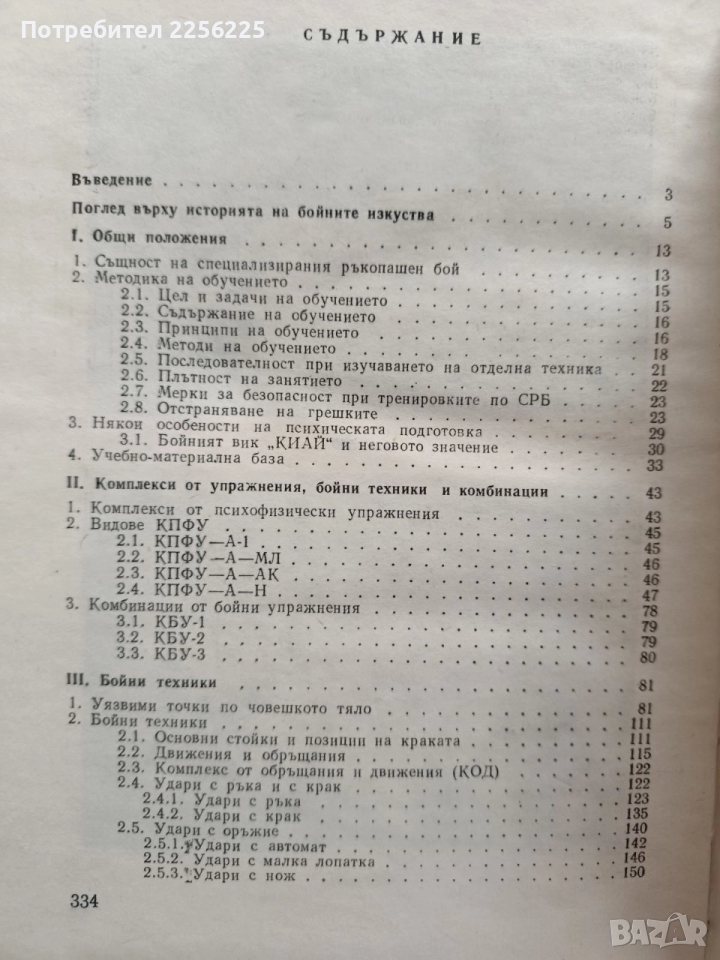 Потребител 2256225
СЪДЪРЖАНИЕ
Въведение . . . 3
Поглед върху историята на бойните изкуства . . . 5
I. Общи положения . . . 13
1. Същност на специализирания ръкопашен бой . . . 13
2. Методика на обучението . . . 15
2.1. Цел и задачи на обучението . . . 15
2.2. Съдържание на обучението . . . 16
2.3. Принципи на обучението . . . 16
2.4. Методи на обучението . . . 18
2.5. Последователност при изучаването на отделна техника . . . 21
2.6. Плътност на занятието . . . 22
2.7. Мерки за безопасност при тренировките по СРБ . . . 23
2.8. Отстраняване на грешките . . . 23
3. Някои особености на психическата подготовка . . . 29
3.1. Бойният вик „КИАЙ“ и неговото значение . . . 30
4. Учебно-материална база . . . 33
II. Комплекси от упражнения, бойни техники и комбинации . . . 43
1. Комплекси от психофизически упражнения . . . 43
2. Видове КПФУ . . . 45
2.1. КПФУ—А-1 . . . 45
2.2. КПФУ—А—МЛ . . . 46
2.3. КПФУ—А—АК . . . 46
2.4. КПФУ—А—Н . . . 47
3. Комбинации от бойни упражнения . . . 78
3.1. КБУ-1 . . . 79
3.2. КБУ-2 . . . 79
3.3. КБУ-3 . . . 80
III. Бойни техники . . . 81
1. Уязвими точки по човешкото тяло . . . 81
2. Бойни техники . . . 111
2.1. Основни стойки и позиции на краката . . . 111
2.2. Движения и обръщания . . . 115
2.3. Комплекс от обръщания и движения (КОД) . . . 122
2.4. Удари с ръка и с крак . . . 122
2.4.1. Удари с ръка . . . 123
2.4.2. Удари с крак . . . 135
2.5. Удари с оръжие . . . 140
2.5.1. Удари с автомат . . . 142
2.5.2. Удари с малка лопатка . . . 146
2.5.3. Удари с нож . . . 150
334
BAZAR